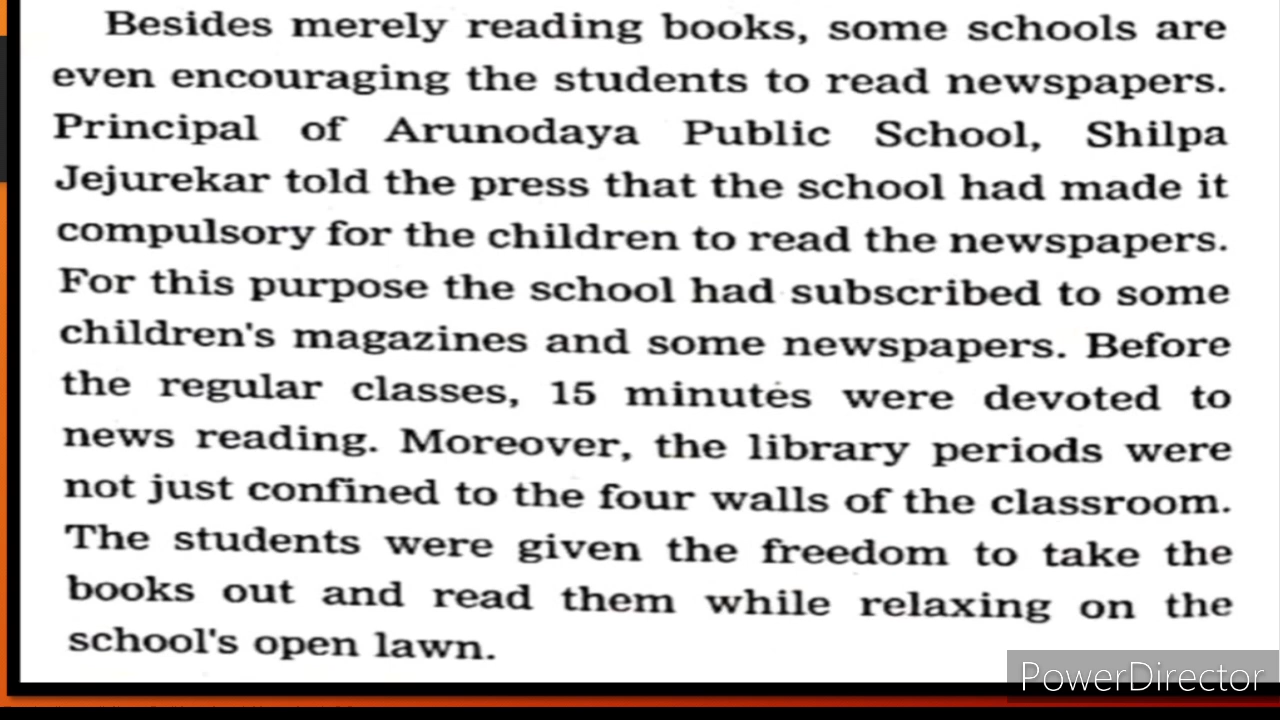 Besides merely reading books, some schools are
even encouraging the students to read newspapers.
Principal of Arunodaya Public School, Shilpa
Jejurekar told the press that the school had made it
compulsory for the children to read the newspapers.
For this purpose the school had subscribed to some
children's magazines and some newspapers. Before
the regular classes, 15 minutes were devoted to
news reading. Moreover, the library periods were
not just confined to the four walls of the classroom.
The students were given the freedom to take the
books out and read them while relaxing on the
school's open lawn.
PowerDirector